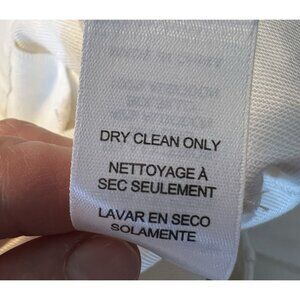 DRY CLEAN ONLY
NETTOYAGE À
SEC SEULEMENT
LAVAR EN SECO
SOLAMENTE